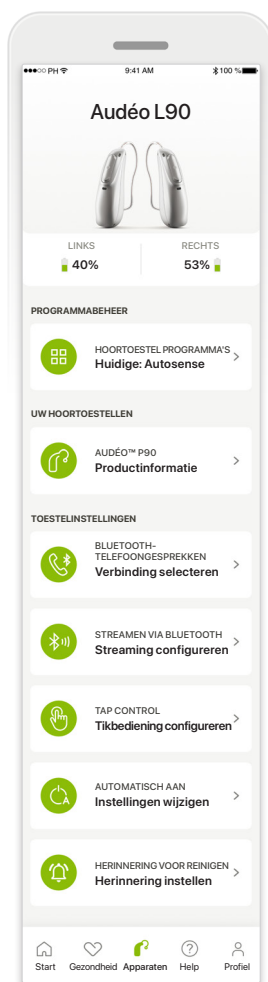 PH 9:41 AM 100 %
Audéo L90
LINKS RECHTS
40% 53%
PROGRAMMABEHEER
HOORTOESTEL PROGRAMMA'S
Huidige: Autosense
UW HOORTOESTELLEN
AUDÉO™ P90
Productinformatie
TOESTELINSTELLINGEN
BLUETOOTH-
TELEFOONGESPREKKEN
Verbinding selecteren
STREAMEN VIA BLUETOOTH
Streaming configureren
TAP CONTROL
Tikbediening configureren
AUTOMATISCH AAN
Instellingen wijzigen
HERINNERING VOOR REINIGEN
Herinnering instellen
Start Gezondheid Apparaten Help Profiel